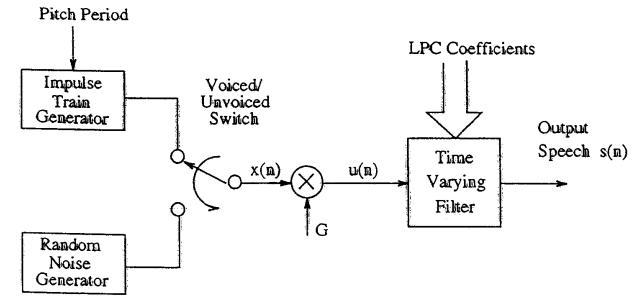 Pitch Period
Impulse
Train
Generator
Voiced/
Unvoiced
Switch
LPC Coefficients
x(n)
u(n)
G
Time
Varying
Filter
Output
Speech s(n)
Random
Noise
Generator